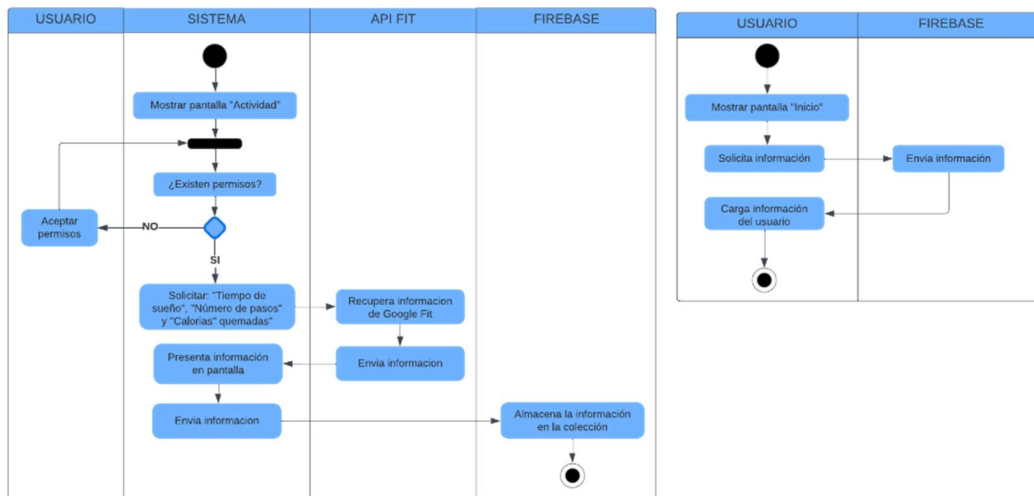 USUARIO
SISTEMA
API FIT
FIREBASE
Mostrar pantalla "Actividad"
¿Existen permisos?
Aceptar
permisos
NO
SI
Solicitar: "Tiempo de
sueño", "Número de pasos"
y "Calorias" quemadas"
Recupera informacion
de Google Fit
Presenta información
en pantalla
Envia informacion
Envia informacion
Almacena la información
en la colección
USUARIO
FIREBASE
Mostrar pantalla "Inicio"
Solicita información
Envia información
Carga información
del usuario